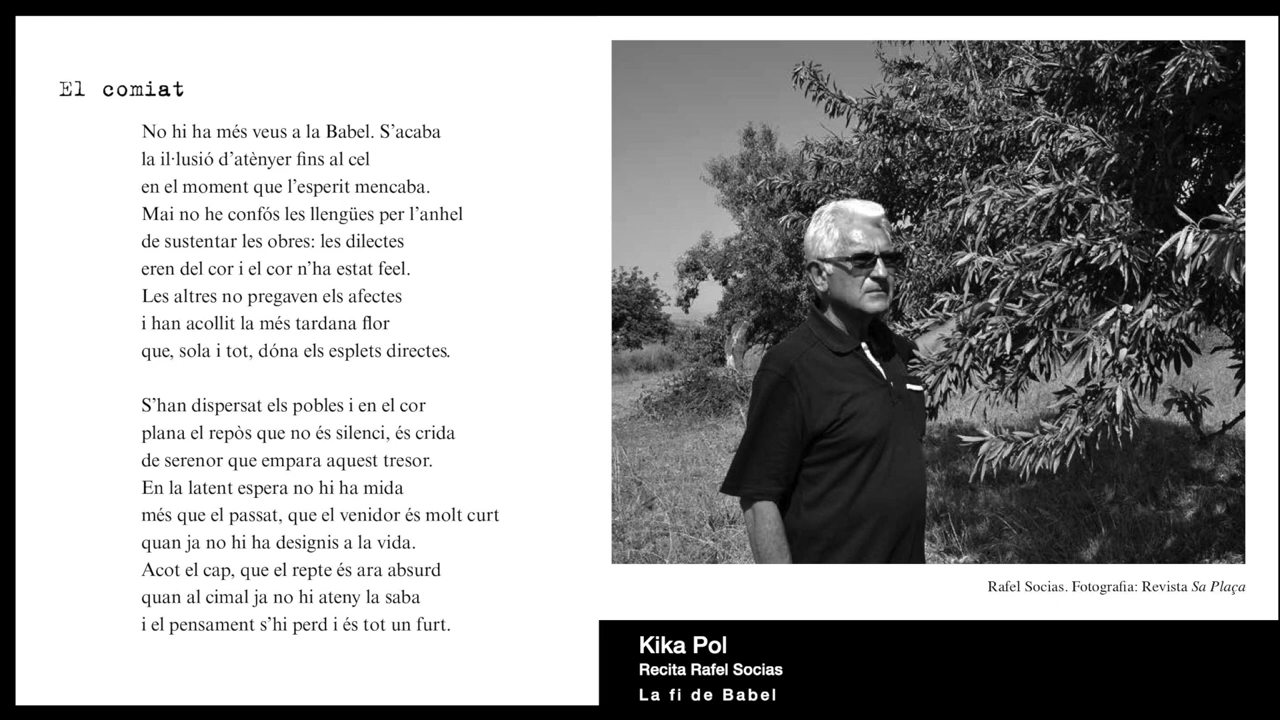 El comiat
No hi ha més veus a la Babel. S’acaba
la il·lusió d’atènyer fins al cel
en el moment que l’esperit mencaba.
Mai no he confós les llengües per l’anhel
de sustentar les obres: les dilectes
eren del cor i el cor n’ha estat feel.
Les altres no pregaven els afectes
i han acollit la més tardana flor
que, sola i tot, dóna els esplets directes.
S’han dispersat els pobles i en el cor
plana el repòs que no és silenci, és crida
de serenor que empara aquest tresor.
En la latent espera no hi ha mida
més que el passat, que el venidor és molt curt
quan ja no hi ha designis a la vida.
Acot el cap, que el repte és ara absurd
quan al cimal ja no hi ateny la saba
i el pensament s’hi perd i és tot un furt.
Rafel Socias. Fotografia: Revista Sa Plaça
Kika Pol
Recita Rafel Socias
La fi de Babel